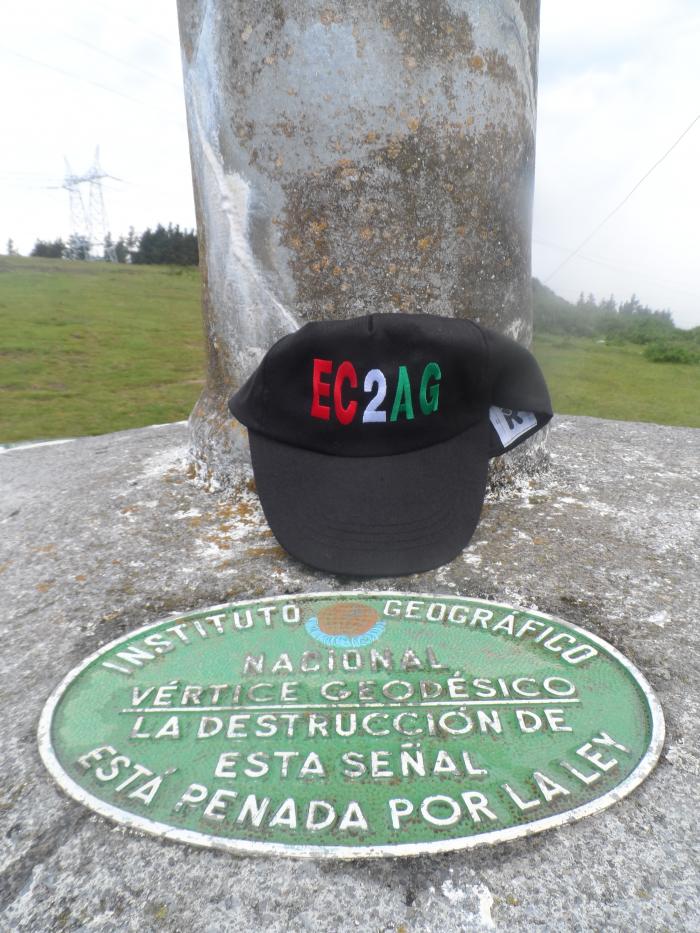 EC2AG
INSTITUTO GEOGRÁFICO
NACIONAL
VÉRTICE GEODÉSICO
LA DESTRUCCIÓN DE
ESTA SEÑAL
ESTÁ PENADA POR LA LEY